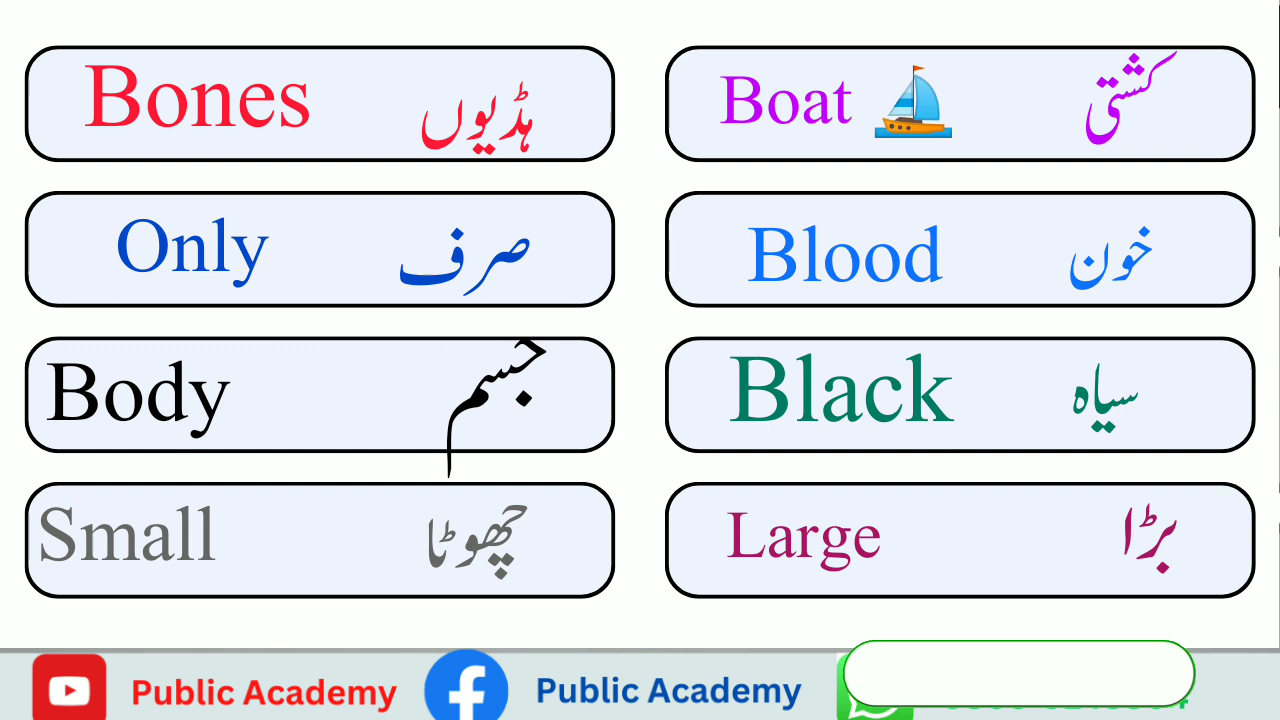 Bones ہڈیوں
Boat کشتی
Only صرف
Blood خون
Body جسم
Black سیاہ
Small چھوٹا
Large بڑا
Public Academy
Public Academy